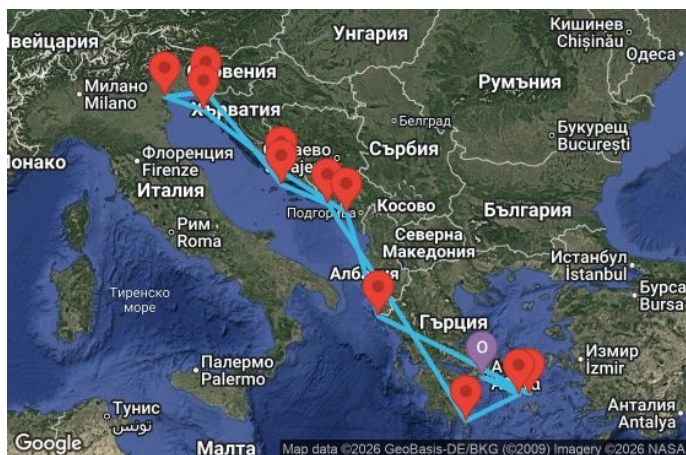 Кишинев
Chișinău
Одеса
Унгария
Швейцария
Словения
Милано
Milano
Румъния
Хърватия
Белград
Букурещ
București
Монако
Флоренция
Firenze
Сърбия
Италия
Подгорица
Косово
България
Рим
Roma
Северна
Македония
Истанбул
İstanbul
Албания
Бурса
Bursa
Тиренско
море
Гърция
O
Измир
İzmir
Палермо
Palermo
Тунис
تونس
Анталия
Antalya
Малта
Google
Map data ©2026 GeoBasis-DE/BKG (©2009) Imagery ©2026 NASA